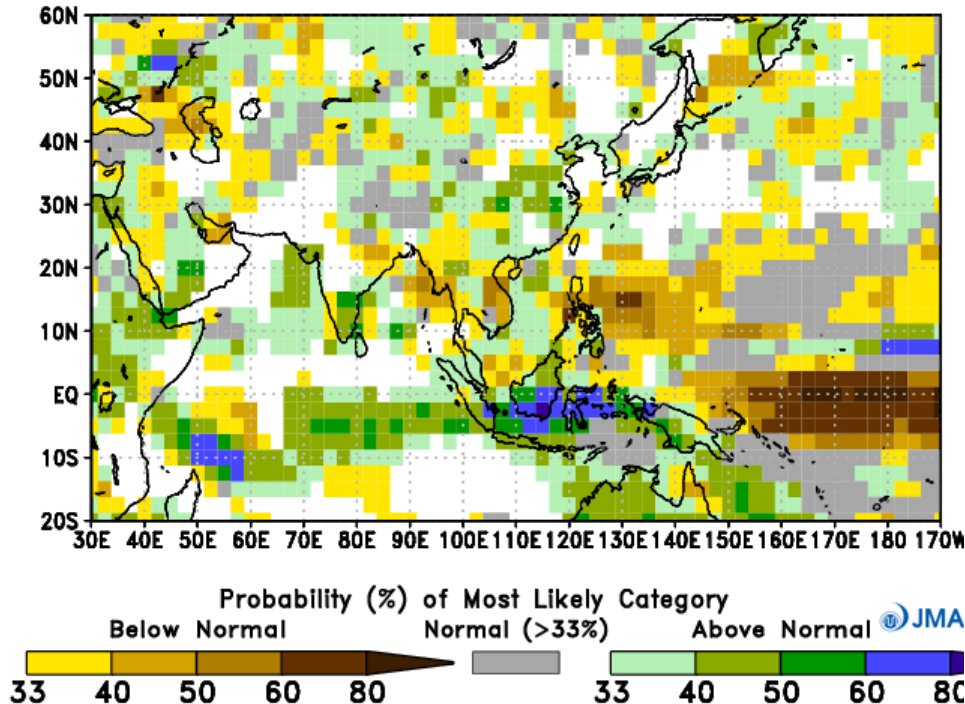 60N
50N
40N
30N
20N
10N
EQ
10S
20S
30E 40E 50E 60E 70E 80E 90E 100E 110E 120E 130E 140E 150E 160E 170E 180 170W
Probability (%) of Most Likely Category
Below Normal Normal (>33%) Above Normal JMA
33 40 50 60 80 33 40 50 60 80